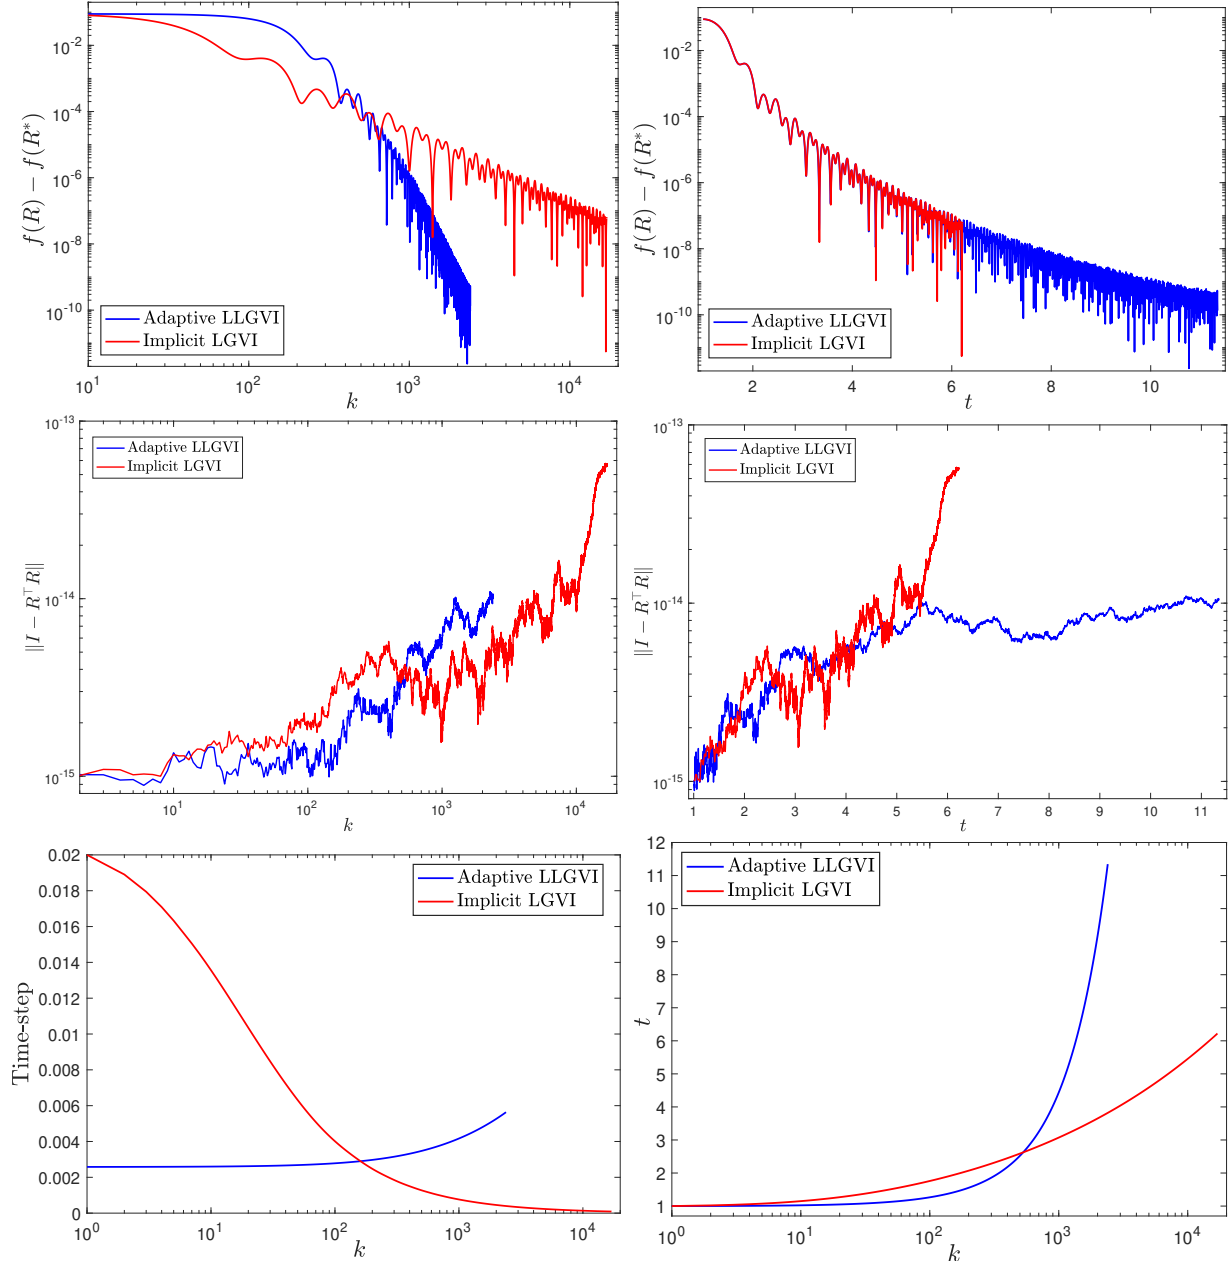 f(R) − f(R*)
10^-2
10^-4
10^-6
10^-8
10^-10
Adaptive LLGVI
Implicit LGVI
10^1 10^2 10^3 10^4
k
f(R) − f(R*)
10^-2
10^-4
10^-6
10^-8
10^-10
Adaptive LLGVI
Implicit LGVI
2 4 6 8 10
t
||I − R^⊤R||
10^-13
10^-14
10^-15
Adaptive LLGVI
Implicit LGVI
10^1 10^2 10^3 10^4
k
||I − R^⊤R||
10^-13
10^-14
10^-15
Adaptive LLGVI
Implicit LGVI
1 2 3 4 5 6 7 8 9 10 11
t
Time-step
0.02
0.018
0.016
0.014
0.012
0.01
0.008
0.006
0.004
0.002
0
Adaptive LLGVI
Implicit LGVI
10^0 10^1 10^2 10^3 10^4
k
t
12
11
10
9
8
7
6
5
4
3
2
1
Adaptive LLGVI
Implicit LGVI
10^0 10^1 10^2 10^3 10^4
k